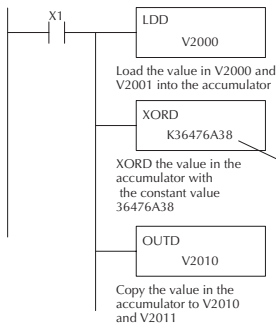 X1
LDD
V2000
Load the value in V2000 and
V2001 into the accumulator
XORD
K36476A38
XORD the value in the
accumulator with
the constant value
36476A38
OUTD
V2010
Copy the value in the
accumulator to V2010
and V2011